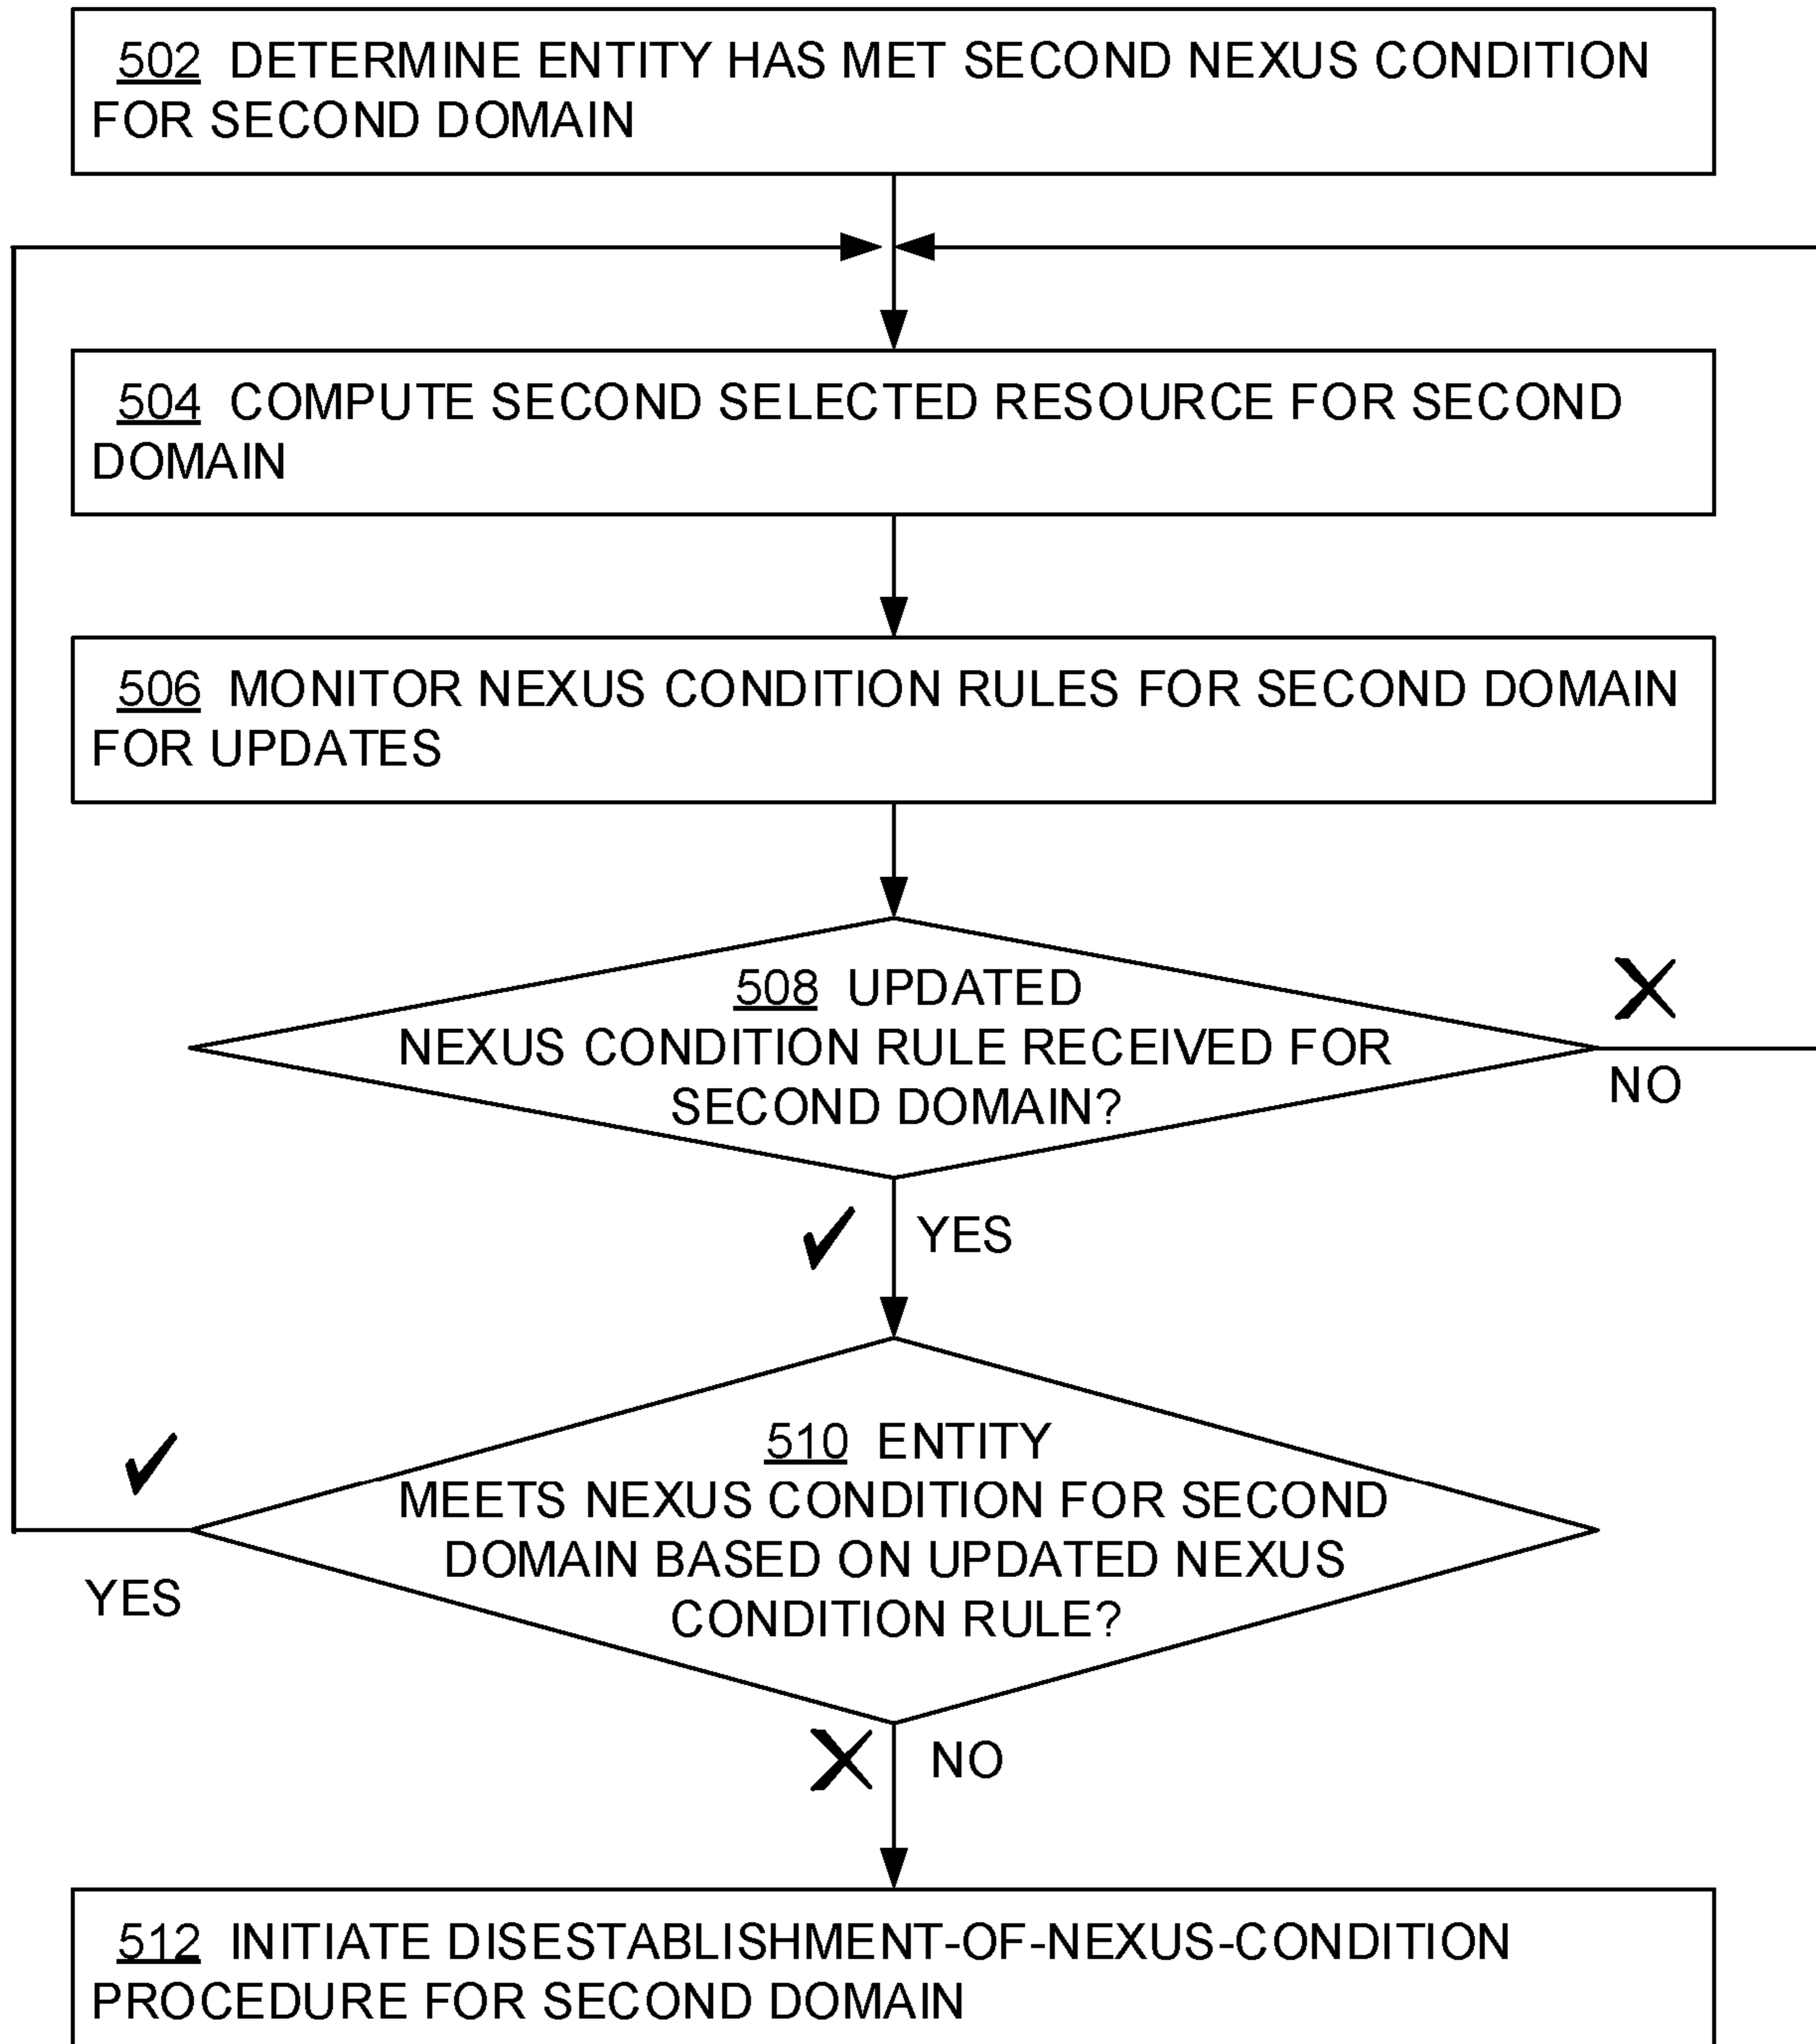 502 DETERMINE ENTITY HAS MET SECOND NEXUS CONDITION
FOR SECOND DOMAIN
504 COMPUTE SECOND SELECTED RESOURCE FOR SECOND
DOMAIN
506 MONITOR NEXUS CONDITION RULES FOR SECOND DOMAIN
FOR UPDATES
508 UPDATED
NEXUS CONDITION RULE RECEIVED FOR
SECOND DOMAIN?
NO
YES
510 ENTITY
MEETS NEXUS CONDITION FOR SECOND
DOMAIN BASED ON UPDATED NEXUS
CONDITION RULE?
YES
NO
512 INITIATE DISESTABLISHMENT-OF-NEXUS-CONDITION
PROCEDURE FOR SECOND DOMAIN